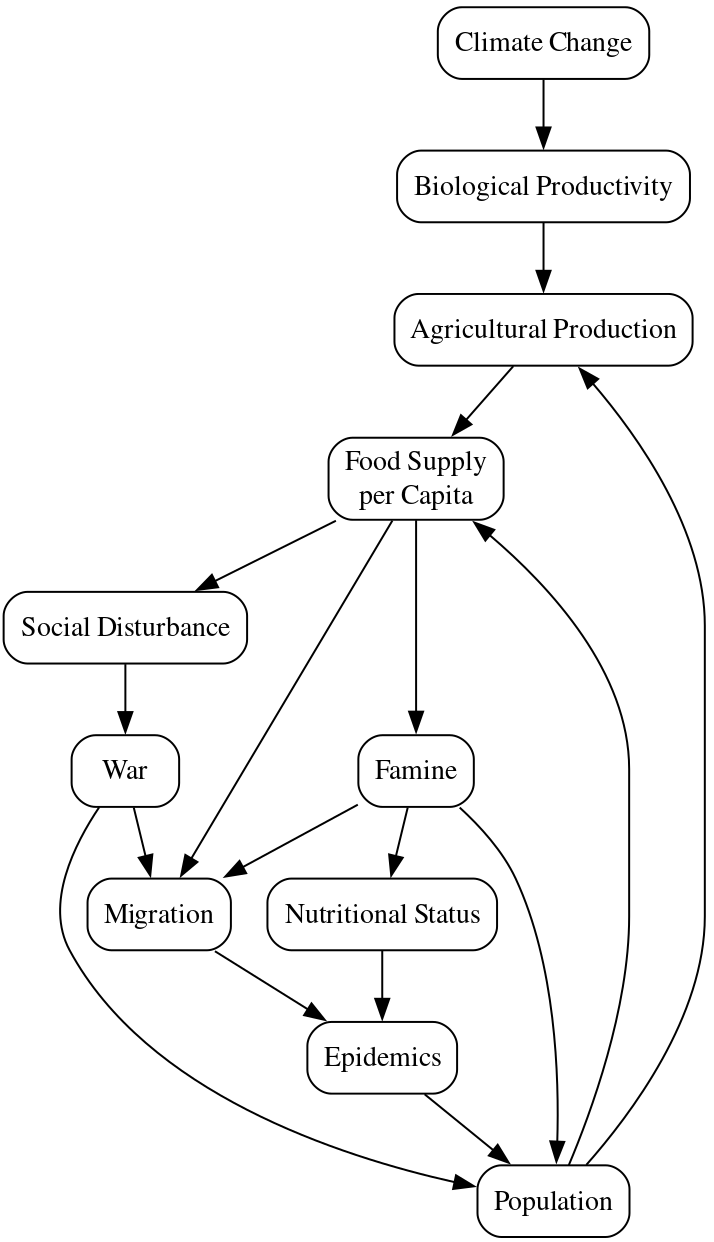 Climate Change
Biological Productivity
Agricultural Production
Food Supply
per Capita
Social Disturbance
War
Famine
Migration
Nutritional Status
Epidemics
Population